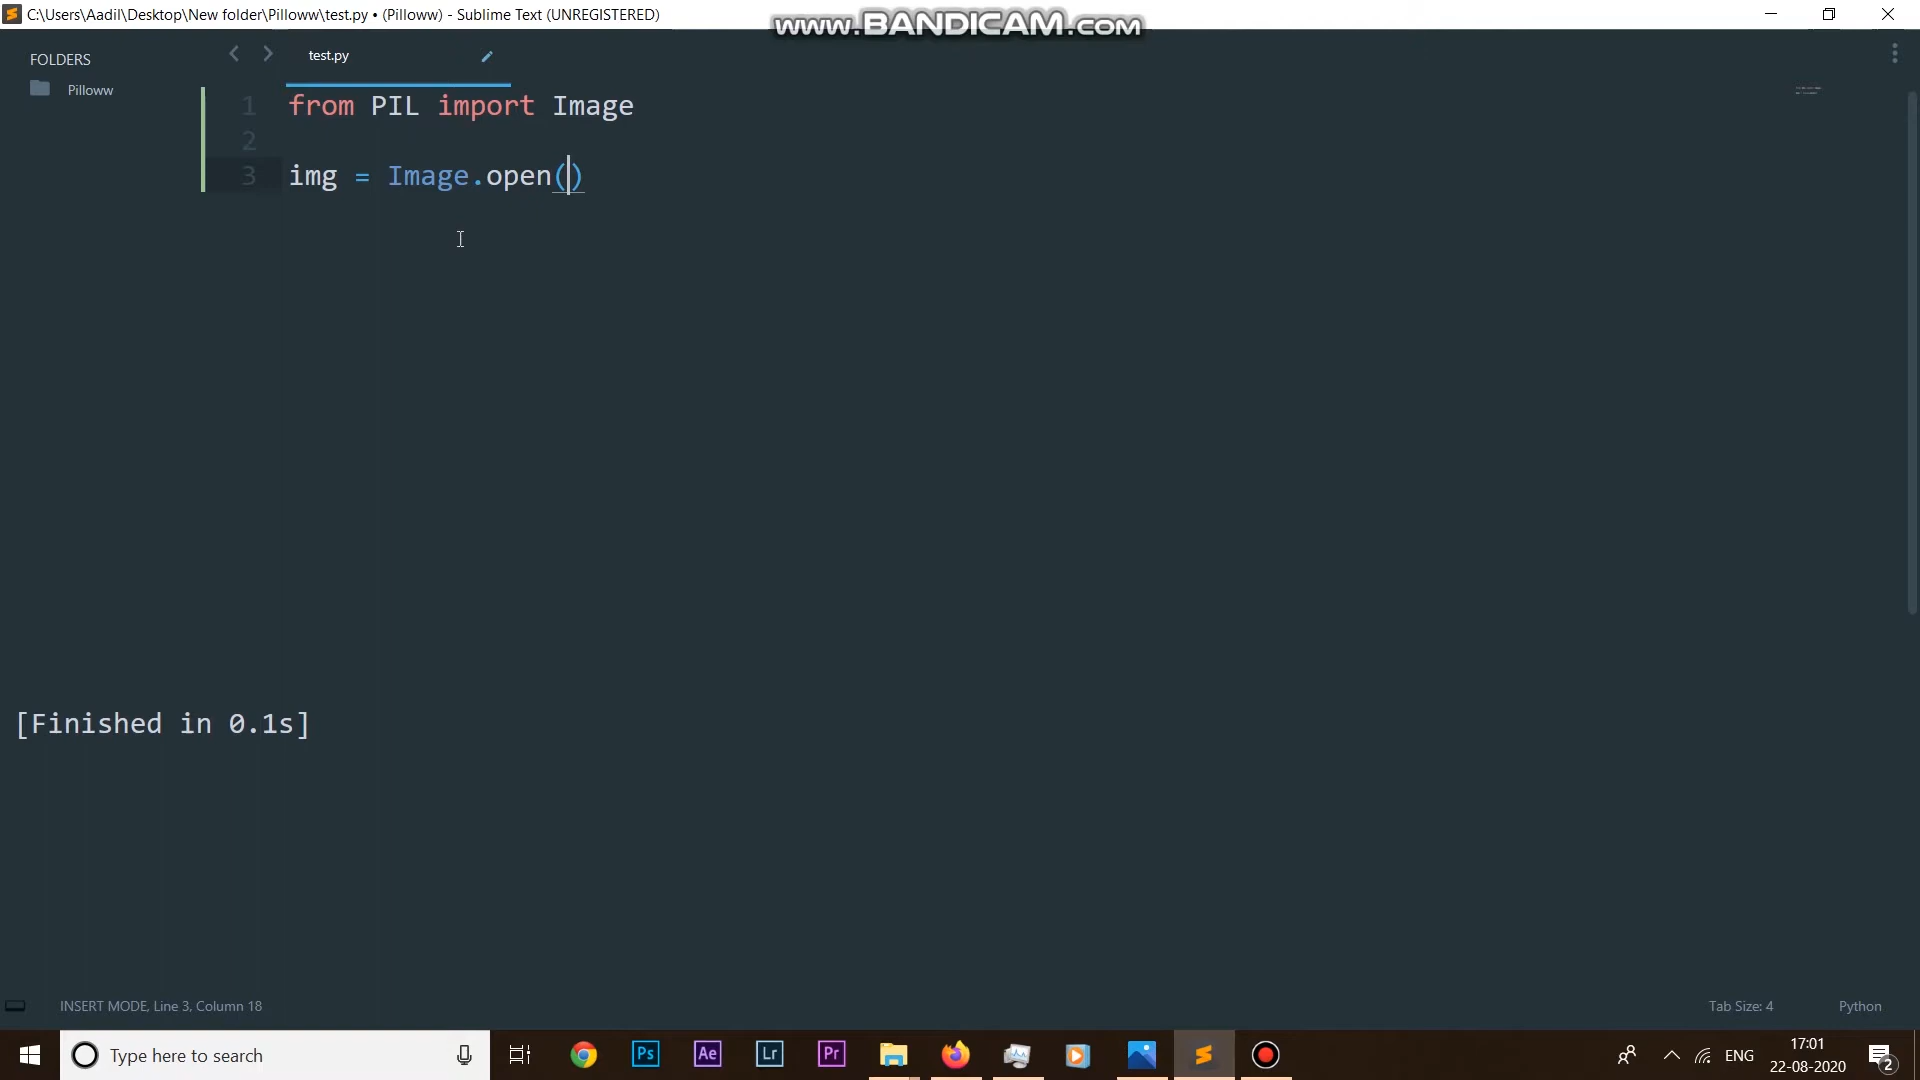 C:\Users\Aadil\Desktop\New folder\Pilloww\test.py • (Pilloww) - Sublime Text (UNREGISTERED)
www.BANDICAM.com
FOLDERS
Pilloww
test.py
1 from PIL import Image
2
3 img = Image.open()
[Finished in 0.1s]
INSERT MODE, Line 3, Column 18
Tab Size: 4
Python
Type here to search
Ps
Ae
Lr
Pr
ENG
17:01
22-08-2020
2